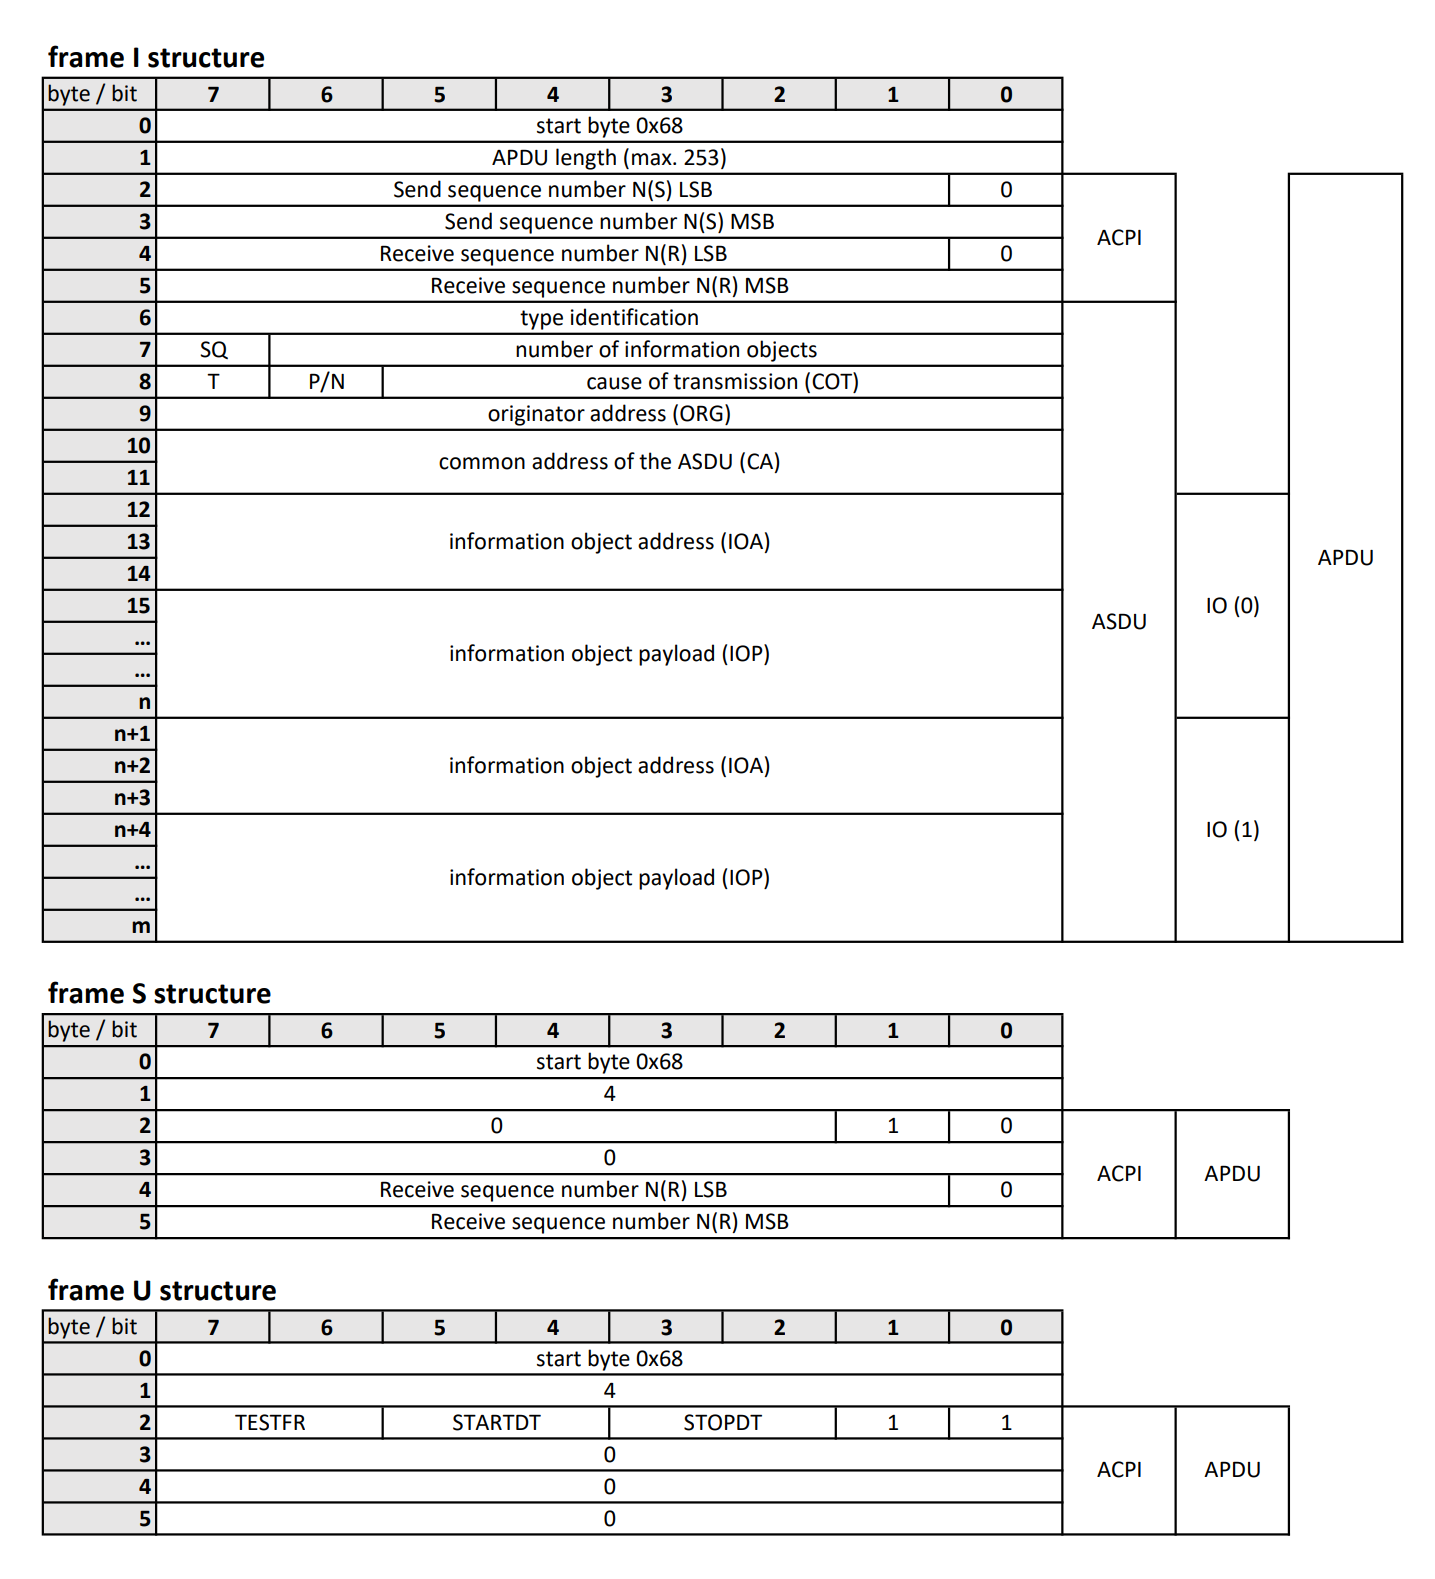 frame I structure
byte / bit 7 6 5 4 3 2 1 0
0 start byte 0x68
1 APDU length (max. 253)
2 Send sequence number N(S) LSB 0
3 Send sequence number N(S) MSB
ACPI
4 Receive sequence number N(R) LSB 0
5 Receive sequence number N(R) MSB
6 type identification
7 SQ number of information objects
8 T P/N cause of transmission (COT)
9 originator address (ORG)
10
common address of the ASDU (CA)
11
12
13 information object address (IOA)
14
APDU
15
IO (0)
ASDU
...
information object payload (IOP)
...
n
n+1
n+2 information object address (IOA)
n+3
n+4
IO (1)
...
information object payload (IOP)
...
m
frame S structure
byte / bit 7 6 5 4 3 2 1 0
0 start byte 0x68
1 4
2 0 1 0
3 0
ACPI APDU
4 Receive sequence number N(R) LSB 0
5 Receive sequence number N(R) MSB
frame U structure
byte / bit 7 6 5 4 3 2 1 0
0 start byte 0x68
1 4
2 TESTFR STARTDT STOPDT 1 1
3 0
ACPI APDU
4 0
5 0